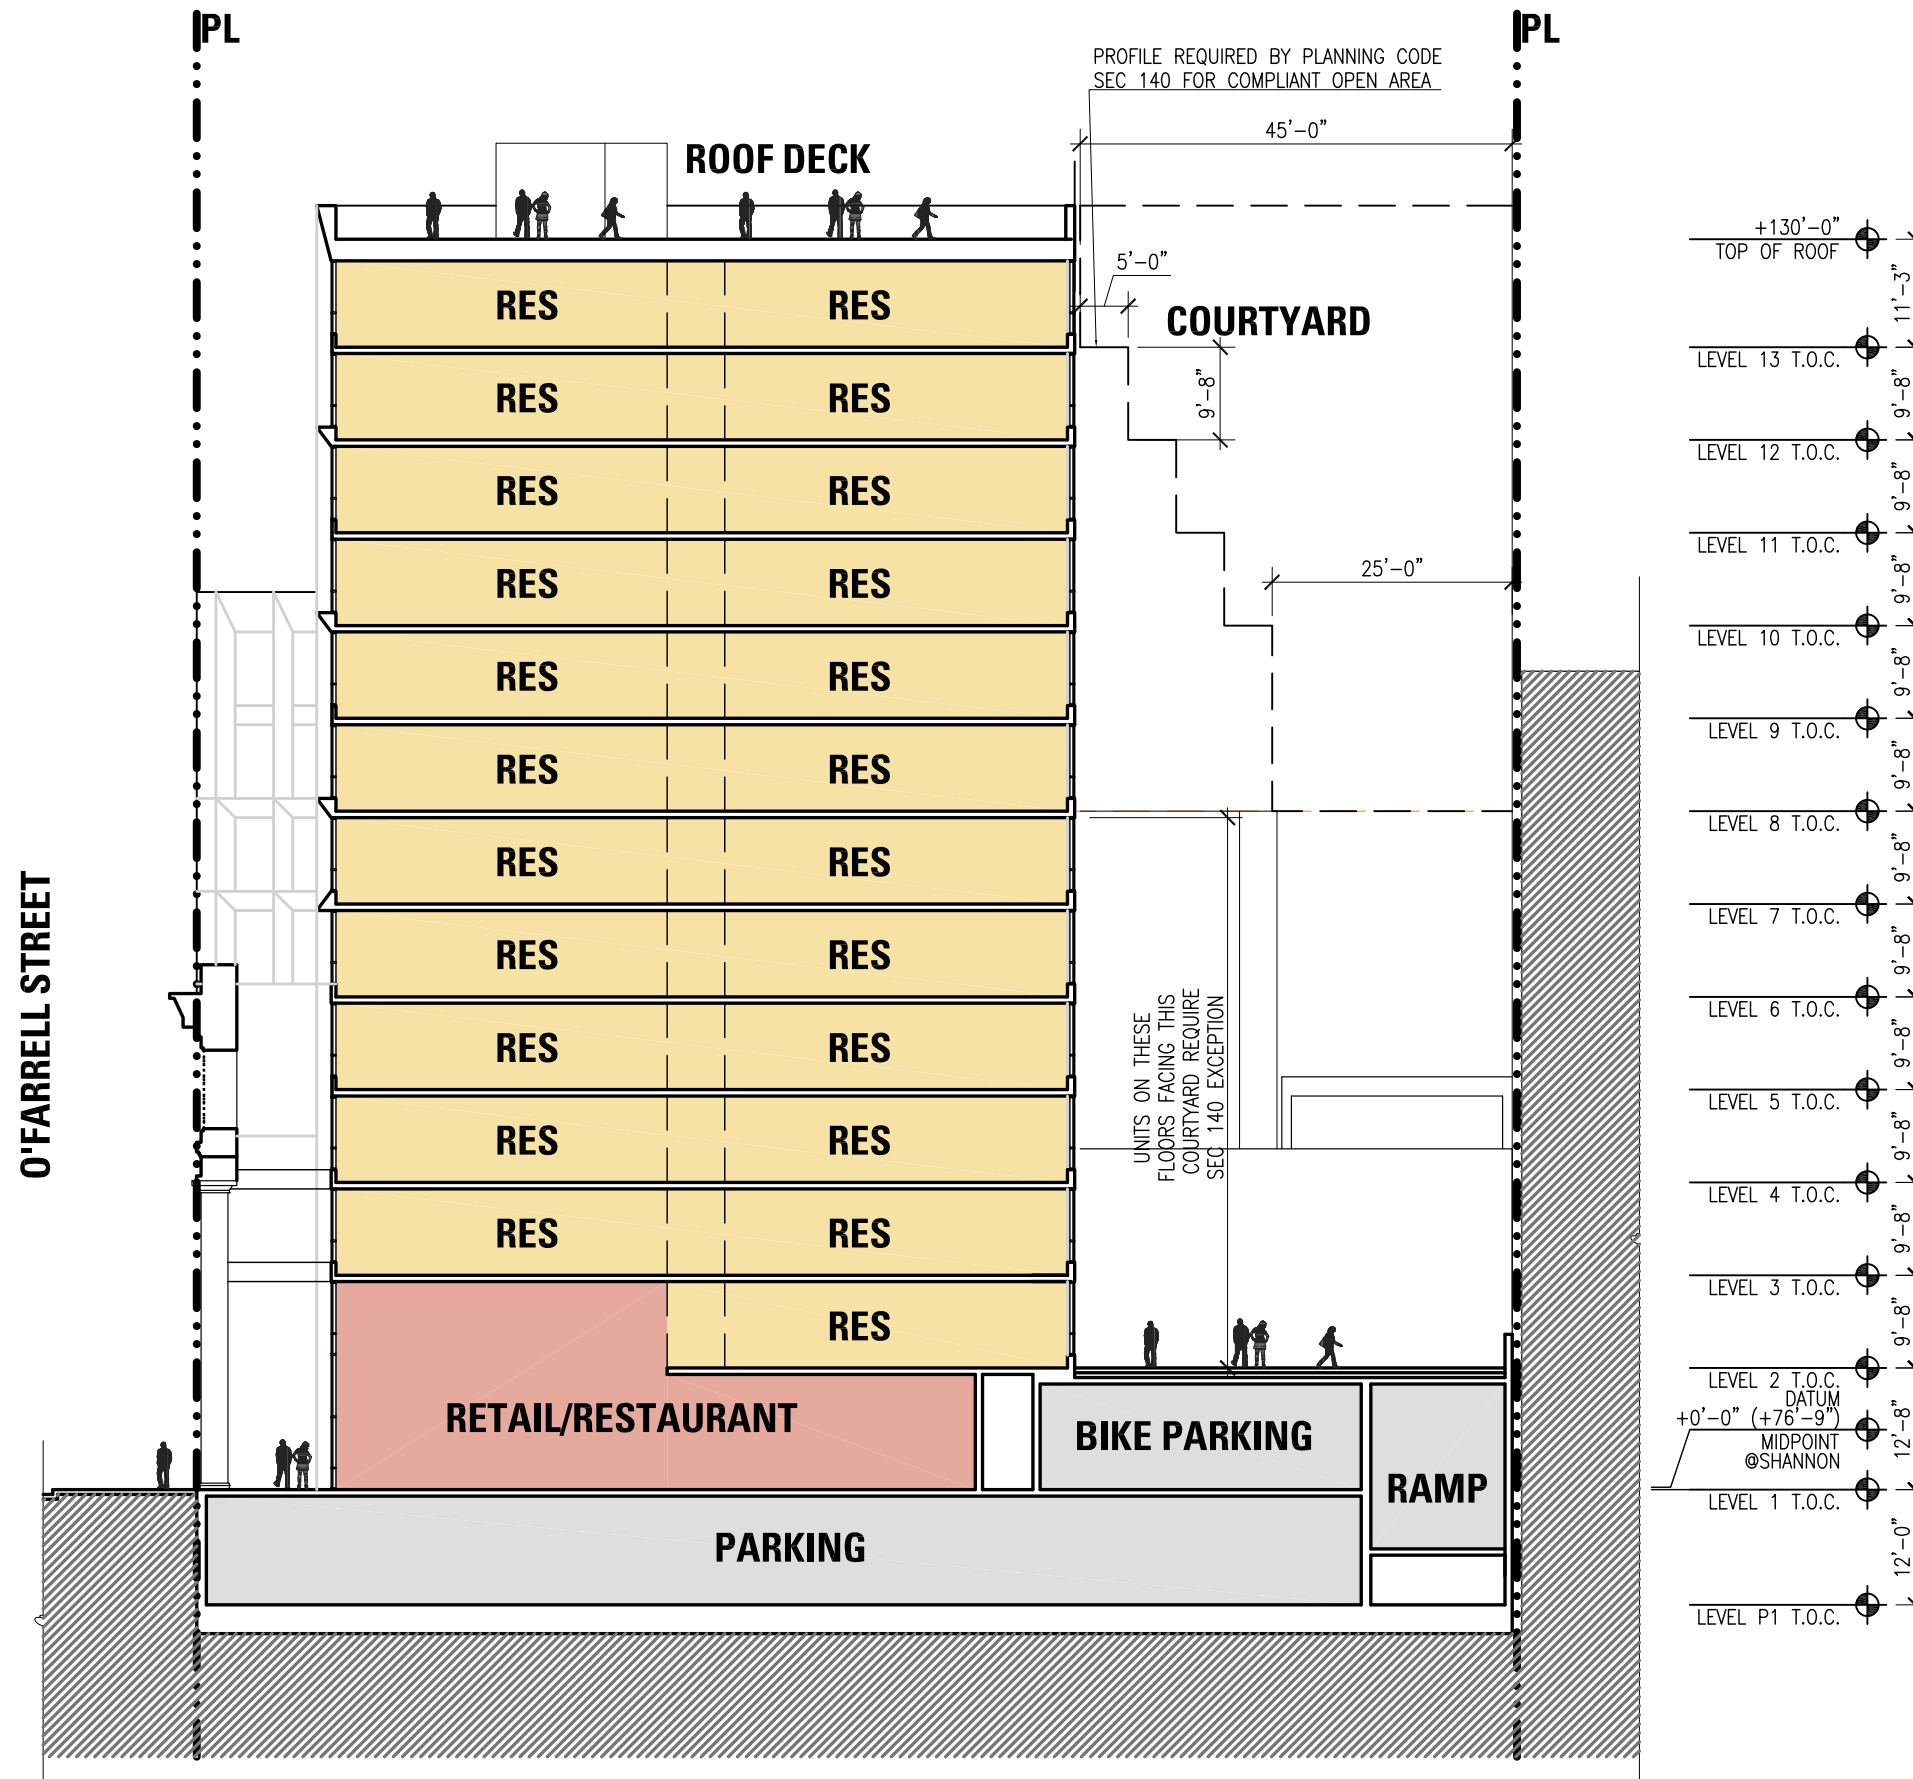 PL
PL
PROFILE REQUIRED BY PLANNING CODE
SEC 140 FOR COMPLIANT OPEN AREA
45'-0"
ROOF DECK
+130'-0"
TOP OF ROOF
11'-3"
5'-0"
RES
RES
COURTYARD
LEVEL 13 T.O.C.
9'-8"
9'-8"
RES
RES
LEVEL 12 T.O.C.
9'-8"
RES
RES
LEVEL 11 T.O.C.
9'-8"
25'-0"
RES
RES
LEVEL 10 T.O.C.
9'-8"
RES
RES
LEVEL 9 T.O.C.
9'-8"
RES
RES
LEVEL 8 T.O.C.
9'-8"
RES
RES
LEVEL 7 T.O.C.
9'-8"
RES
RES
LEVEL 6 T.O.C.
9'-8"
O'FARRELL STREET
UNITS ON THESE
FLOORS FACING THIS
COURTYARD REQUIRE
SEC 140 EXCEPTION
RES
RES
LEVEL 5 T.O.C.
9'-8"
RES
RES
LEVEL 4 T.O.C.
9'-8"
RES
RES
LEVEL 3 T.O.C.
9'-8"
RES
LEVEL 2 T.O.C.
DATUM
+0'-0" (+76'-9")
MIDPOINT
@SHANNON
12'-8"
RETAIL/RESTAURANT
BIKE PARKING
RAMP
LEVEL 1 T.O.C.
12'-0"
PARKING
LEVEL P1 T.O.C.